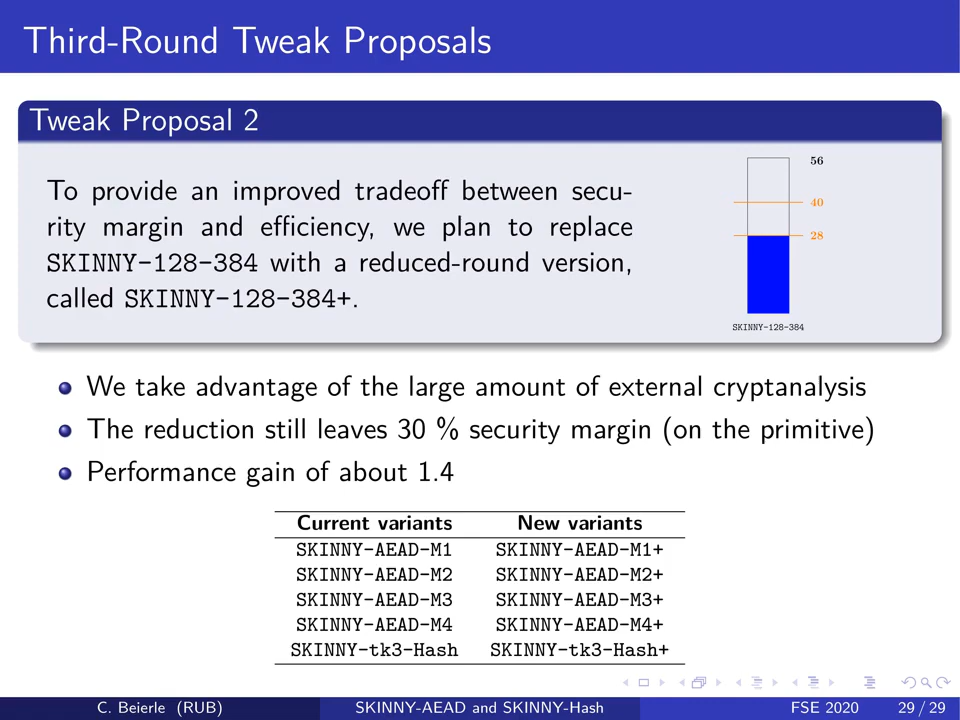 Third-Round Tweak Proposals
Tweak Proposal 2
To provide an improved tradeoff between secu-
rity margin and efficiency, we plan to replace
SKINNY-128-384 with a reduced-round version,
called SKINNY-128-384+.
56
40
28
SKINNY-128-384
We take advantage of the large amount of external cryptanalysis
The reduction still leaves 30 % security margin (on the primitive)
Performance gain of about 1.4
Current variants New variants
SKINNY-AEAD-M1 SKINNY-AEAD-M1+
SKINNY-AEAD-M2 SKINNY-AEAD-M2+
SKINNY-AEAD-M3 SKINNY-AEAD-M3+
SKINNY-AEAD-M4 SKINNY-AEAD-M4+
SKINNY-tk3-Hash SKINNY-tk3-Hash+
C. Beierle (RUB) SKINNY-AEAD and SKINNY-Hash FSE 2020 29 / 29